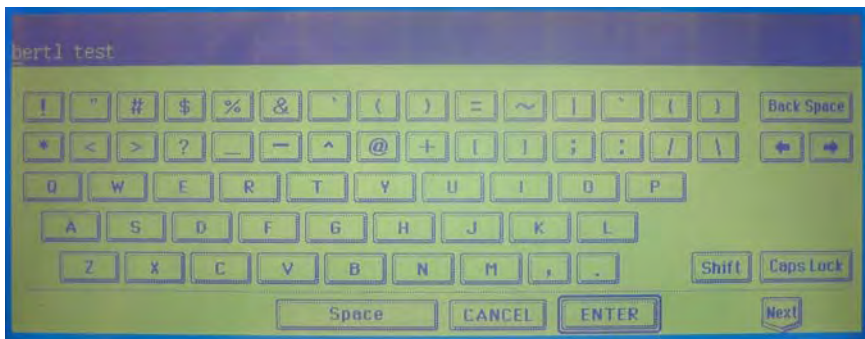 bertl test
! " # $ % & ` ( ) = ~ | ` { } Back Space
* < > ? _ - ^ @ + [ ] ; : / \
Q W E R T Y U I O P
A S D F G H J K L
Z X C V B N M , . Shift Caps Lock
Space CANCEL ENTER Next